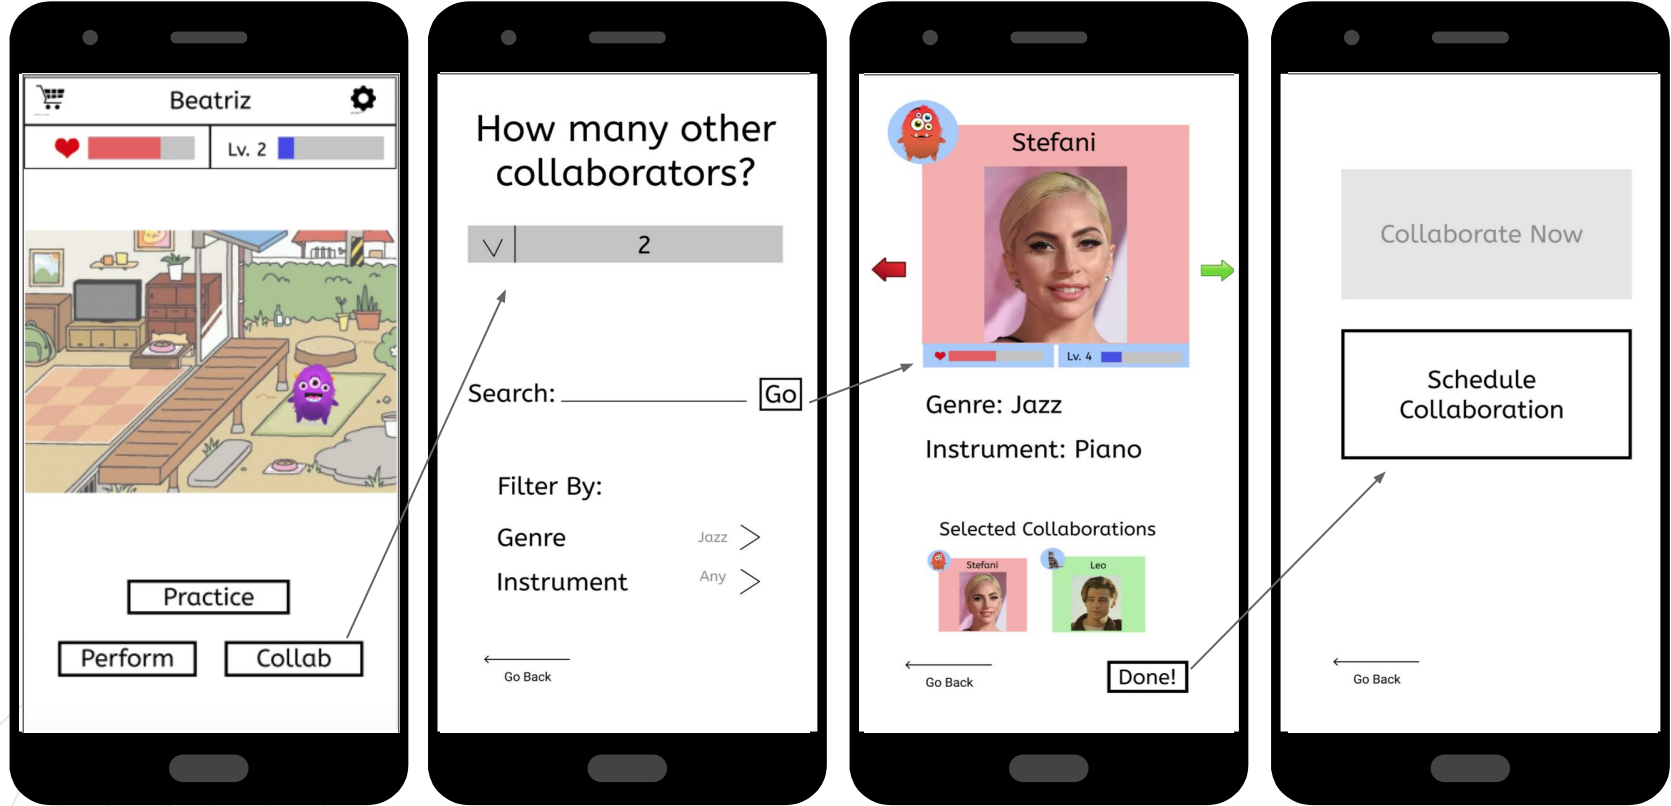 Beatriz
Lv. 2
Practice
Perform
Collab
How many other
collaborators?
2
Search:
Go
Filter By:
Genre
Jazz
Instrument
Any
Go Back
Stefani
Lv. 4
Genre: Jazz
Instrument: Piano
Selected Collaborations
Stefani
Leo
Go Back
Done!
Collaborate Now
Schedule
Collaboration
Go Back